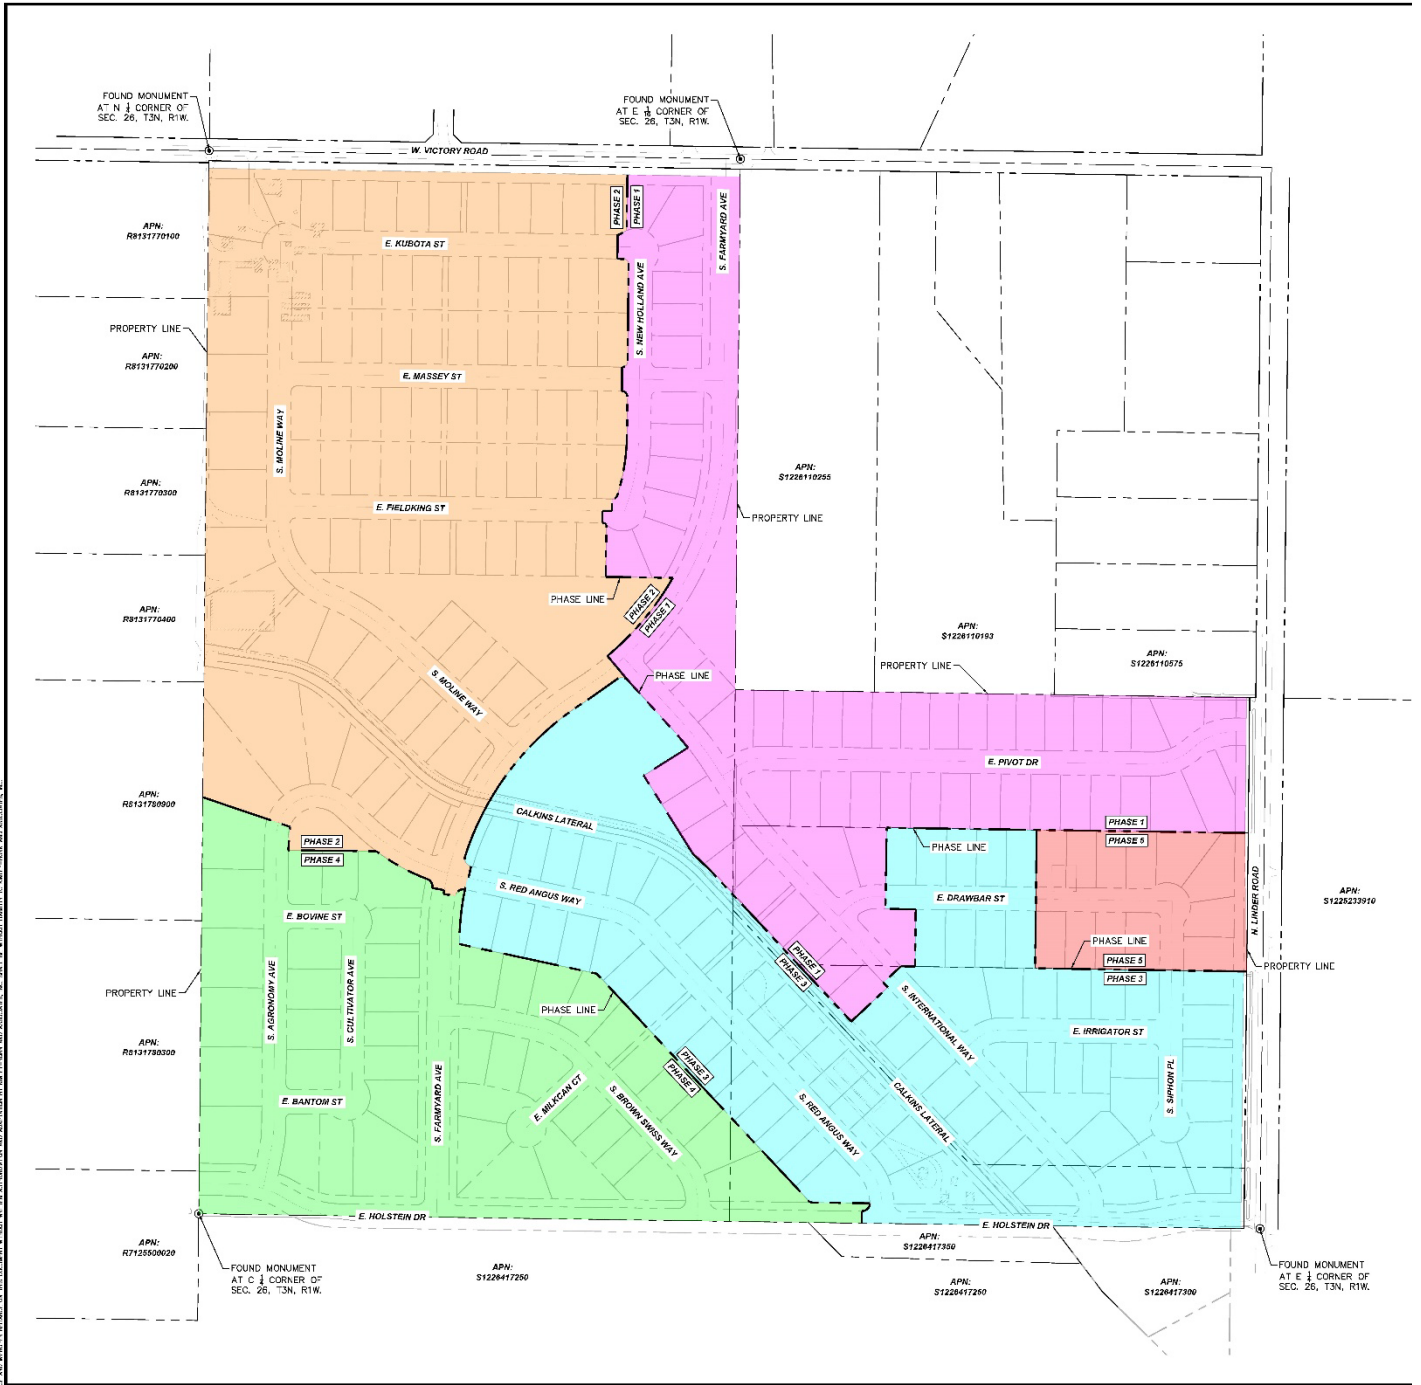 FOUND MONUMENT
AT N 1/4 CORNER OF
SEC. 26, T3N, R1W.
FOUND MONUMENT
AT E 1/16 CORNER OF
SEC. 26, T3N, R1W.
W. VICTORY ROAD
PHASE 2
PHASE 1
S. FARMYARD AVE
APN:
R8131770100
E. KUBOTA ST
S. NEW HOLLAND AVE
PROPERTY LINE
APN:
R8131770200
E. MASSEY ST
S. MOLINE WAY
APN:
S1226110255
APN:
R8131770300
E. FIELDKING ST
PROPERTY LINE
PHASE LINE
PHASE 2
PHASE 1
APN:
R8131770400
APN:
S1226110193
APN:
S1226110575
PROPERTY LINE
PHASE LINE
S. MOLINE WAY
E. PIVOT DR
APN:
R8131780900
CALKINS LATERAL
PHASE 1
PHASE 5
PHASE 2
PHASE 4
PHASE LINE
S. RED ANGUS WAY
E. DRAWBAR ST
APN:
S1225233910
N. LINDER ROAD
E. BOVINE ST
PHASE LINE
PHASE 5
PHASE 3
PROPERTY LINE
PHASE 1
PHASE 3
S. AGRONOMY AVE
S. CULTIVATOR AVE
PROPERTY LINE
PHASE LINE
S. INTERNATIONAL WAY
E. IRRIGATOR ST
APN:
R8131780300
PHASE 3
PHASE 4
S. SIPHON PL
E. BANTOM ST
S. FARMYARD AVE
E. MILKCAN CT
S. BROWN SWISS WAY
S. RED ANGUS WAY
CALKINS LATERAL
E. HOLSTEIN DR
E. HOLSTEIN DR
APN:
R7125500020
APN:
S1226417350
FOUND MONUMENT
AT C 1/4 CORNER OF
SEC. 26, T3N, R1W.
APN:
S1226417250
APN:
S1226417250
APN:
S1226417300
FOUND MONUMENT
AT E 1/4 CORNER OF
SEC. 26, T3N, R1W.